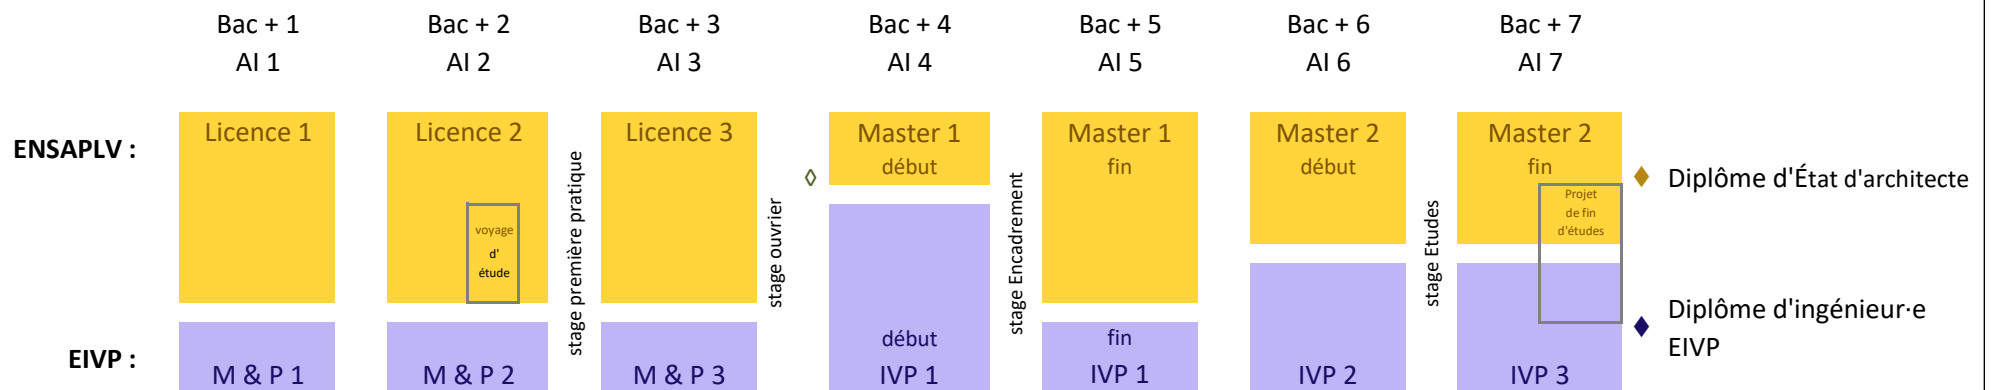 Bac + 1
AI 1
Bac + 2
AI 2
Bac + 3
AI 3
Bac + 4
AI 4
Bac + 5
AI 5
Bac + 6
AI 6
Bac + 7
AI 7
ENSAPLV :
Licence 1
Licence 2
voyage
d'
étude
stage première pratique
Licence 3
stage ouvrier
Master 1
début
stage Encadrement
Master 1
fin
Master 2
début
stage Etudes
Master 2
fin
Projet
de fin
d'études
Diplôme d'État d'architecte
EIVP :
M & P 1
M & P 2
M & P 3
début
IVP 1
fin
IVP 1
IVP 2
IVP 3
Diplôme d'ingénieur·e
EIVP